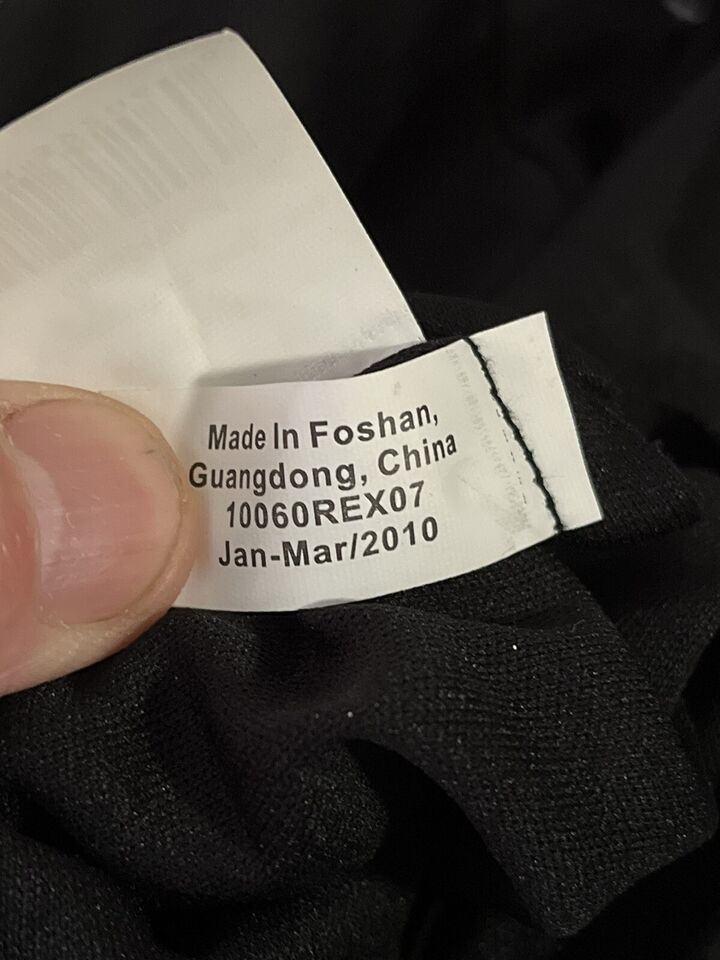 Made In Foshan,
Guangdong, China
10060REX07
Jan-Mar/2010